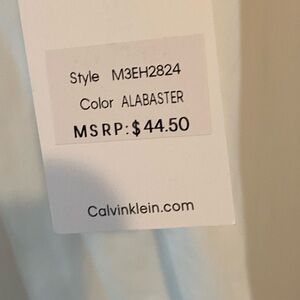 Style M3EH2824
Color ALABASTER
MSRP:$44.50
Calvinklein.com